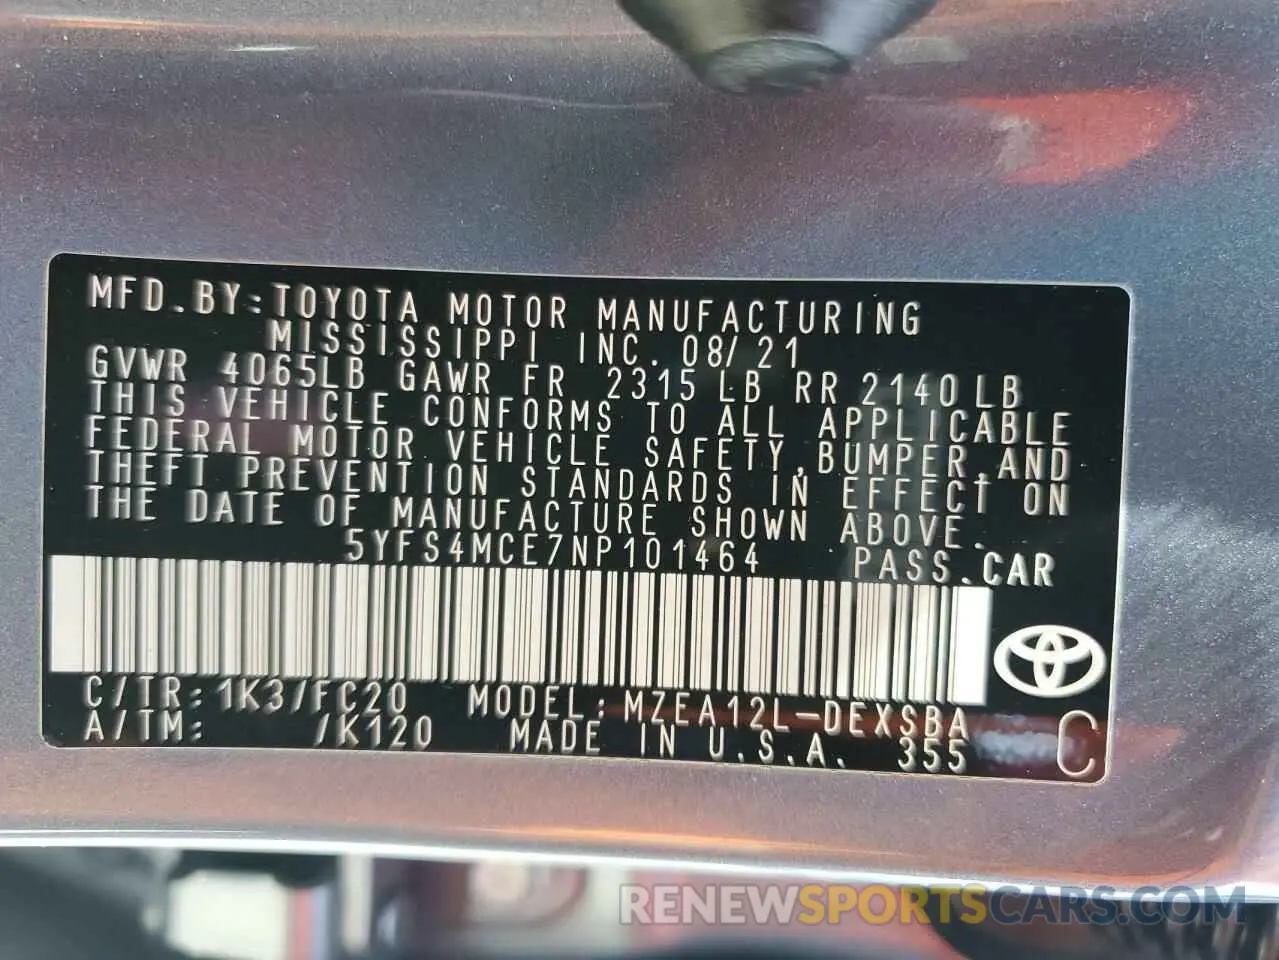 MFD.BY:TOYOTA MOTOR MANUFACTURING
MISSISSIPPI INC. 08/21
GVWR 4065LB GAWR FR 2315 LB RR 2140 LB
THIS VEHICLE CONFORMS TO ALL APPLICABLE
FEDERAL MOTOR VEHICLE SAFETY,BUMPER,AND
THEFT PREVENTION STANDARDS IN EFFECT ON
THE DATE OF MANUFACTURE SHOWN ABOVE.
5YFS4MCE7NP101464 PASS.CAR
C/TR:1K3/FC20 MODEL:MZEA12L-DEXSBA
A/TM: /K120 MADE IN U.S.A. 355
C
RENEWSPORTSCARS.COM